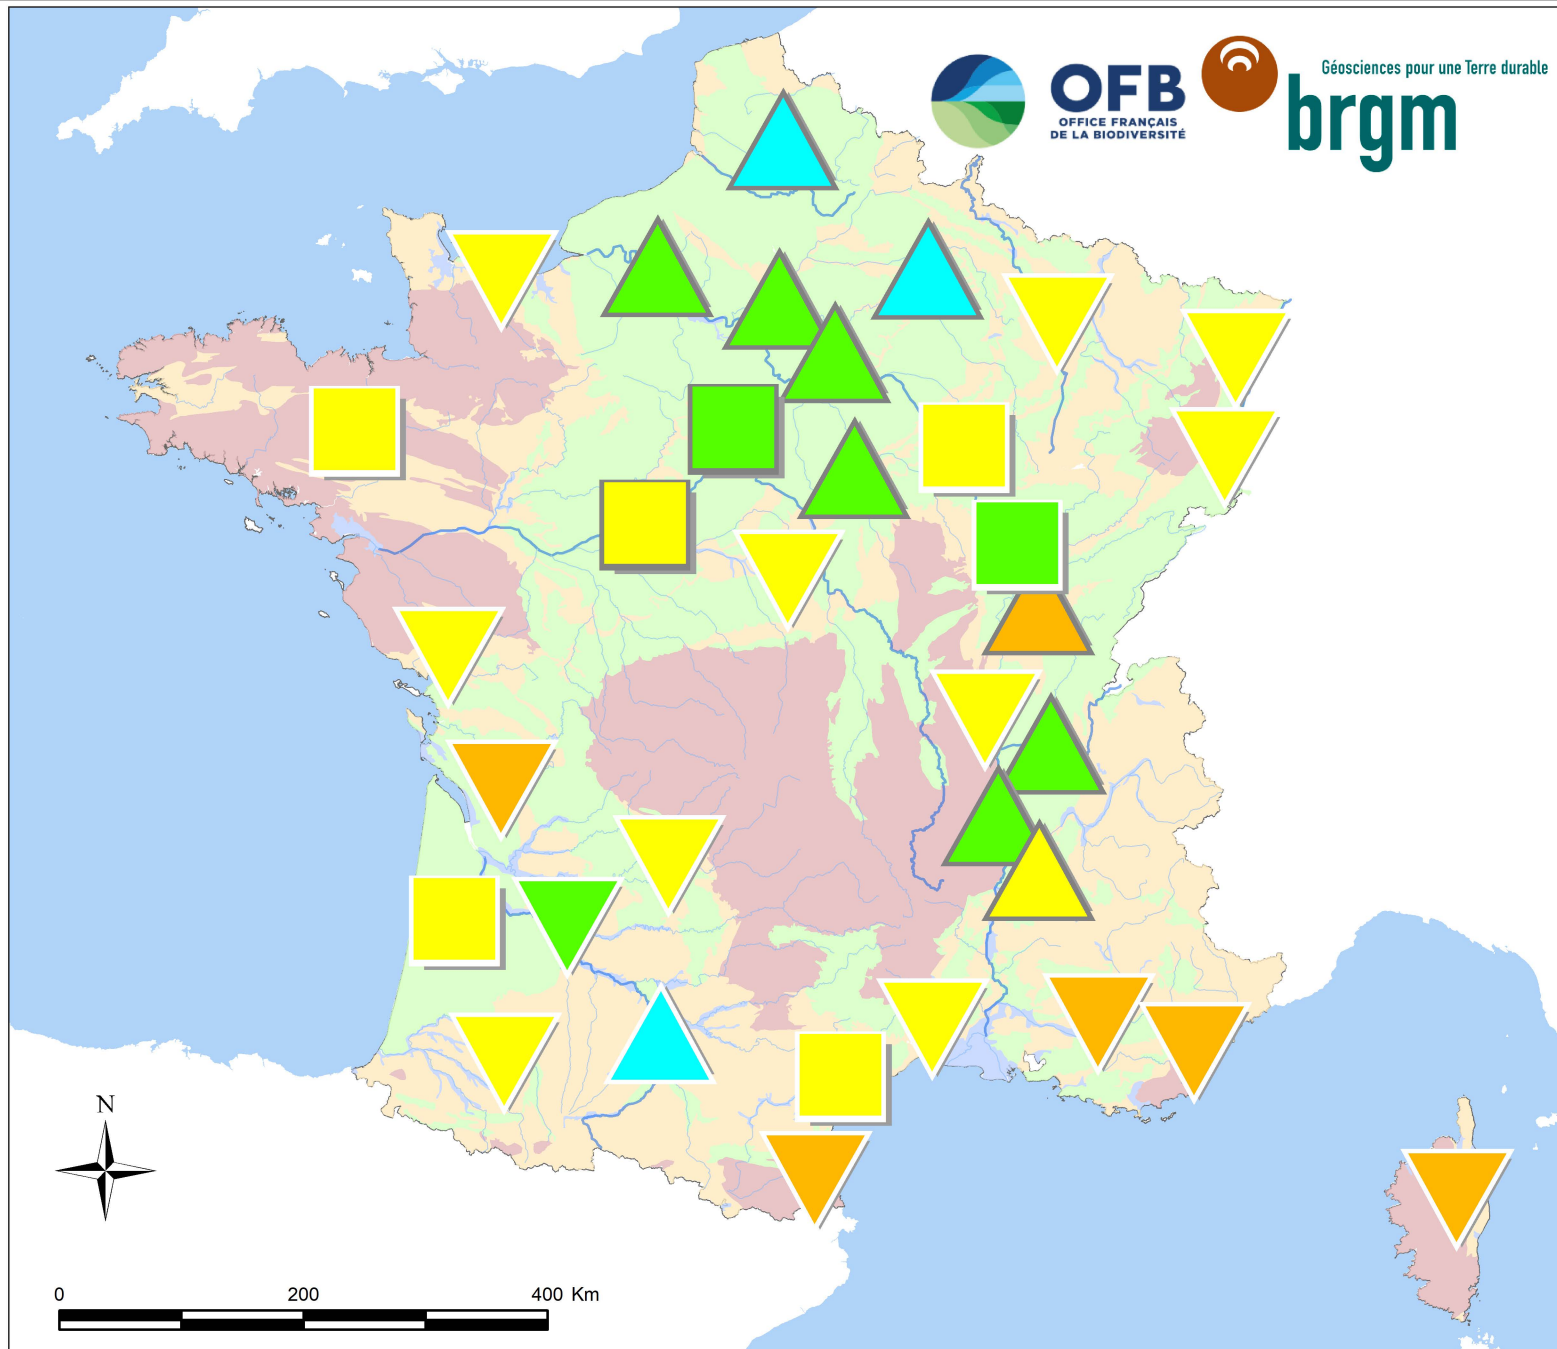 OFB
OFFICE FRANÇAIS
DE LA BIODIVERSITÉ
Géosciences pour une Terre durable
brgm
N
0 200 400 Km